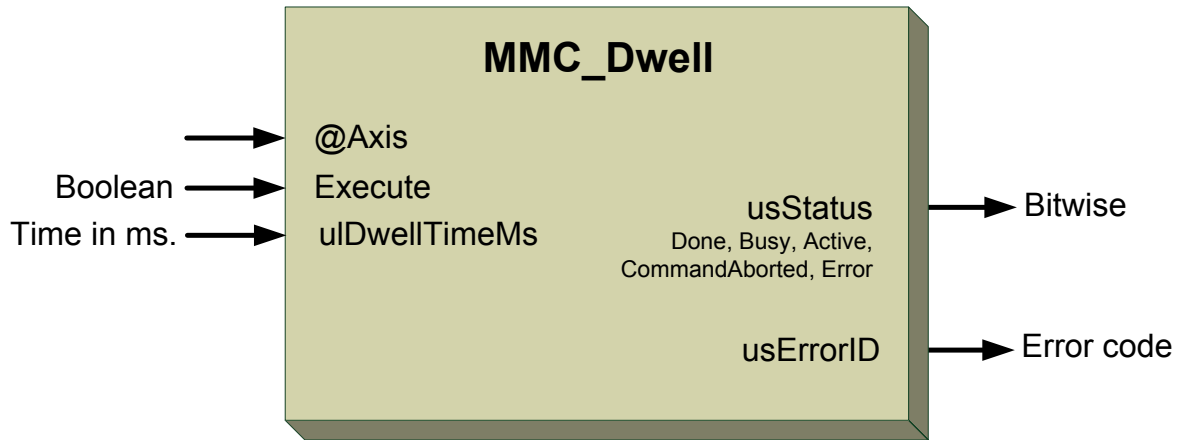 MMC_Dwell
@Axis
Boolean
Execute
Time in ms.
ulDwellTimeMs
usStatus
Bitwise
Done, Busy, Active,
CommandAborted, Error
usErrorID
Error code